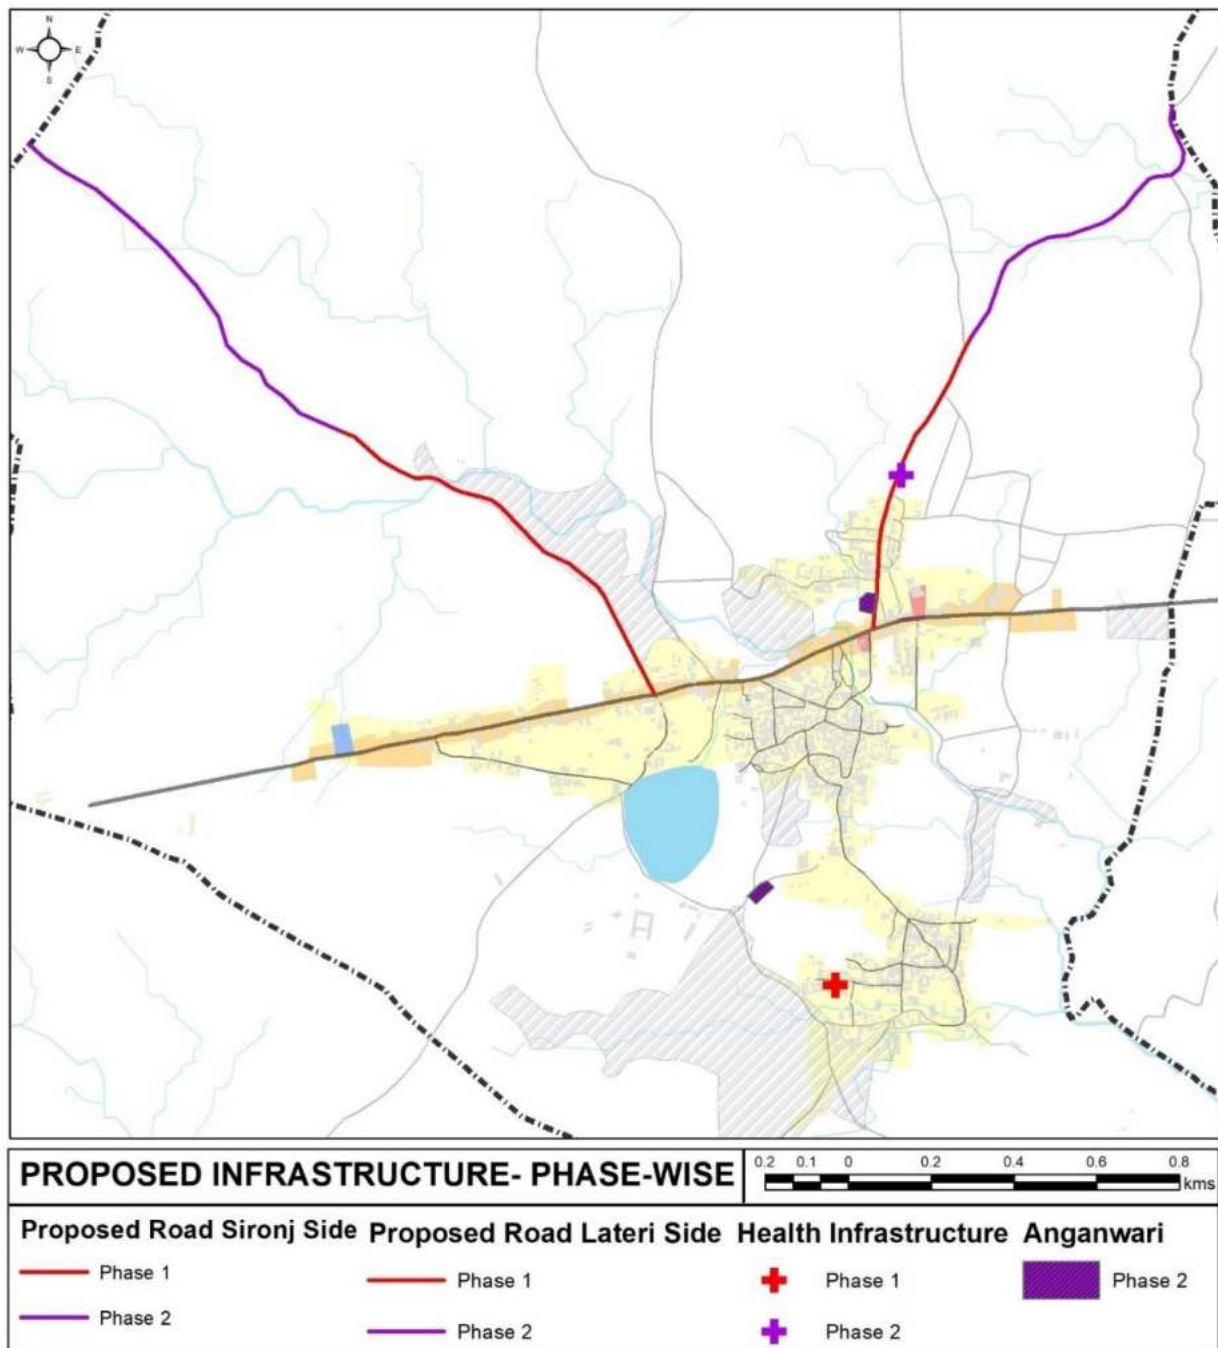 N
W E
S
PROPOSED INFRASTRUCTURE- PHASE-WISE
0.2 0.1 0 0.2 0.4 0.6 0.8
kms
Proposed Road Sironj Side
Phase 1
Phase 2
Proposed Road Lateri Side
Phase 1
Phase 2
Health Infrastructure
Phase 1
Phase 2
Anganwari
Phase 2